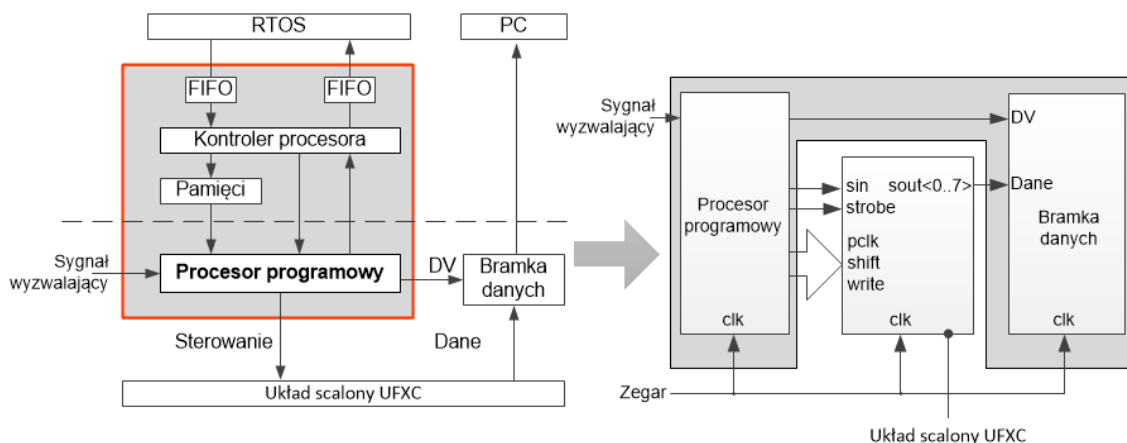 RTOS
PC
FIFO
FIFO
Kontroler procesora
Pamięci
Sygnał
wyzwalający
Procesor programowy
DV
Bramka
danych
Sterowanie
Dane
Układ scalony UFXC
Sygnał
wyzwalający
DV
sin
sout<0..7>
Dane
strobe
Procesor
programowy
Bramka
danych
pclk
shift
write
clk
clk
clk
Zegar
Układ scalony UFXC